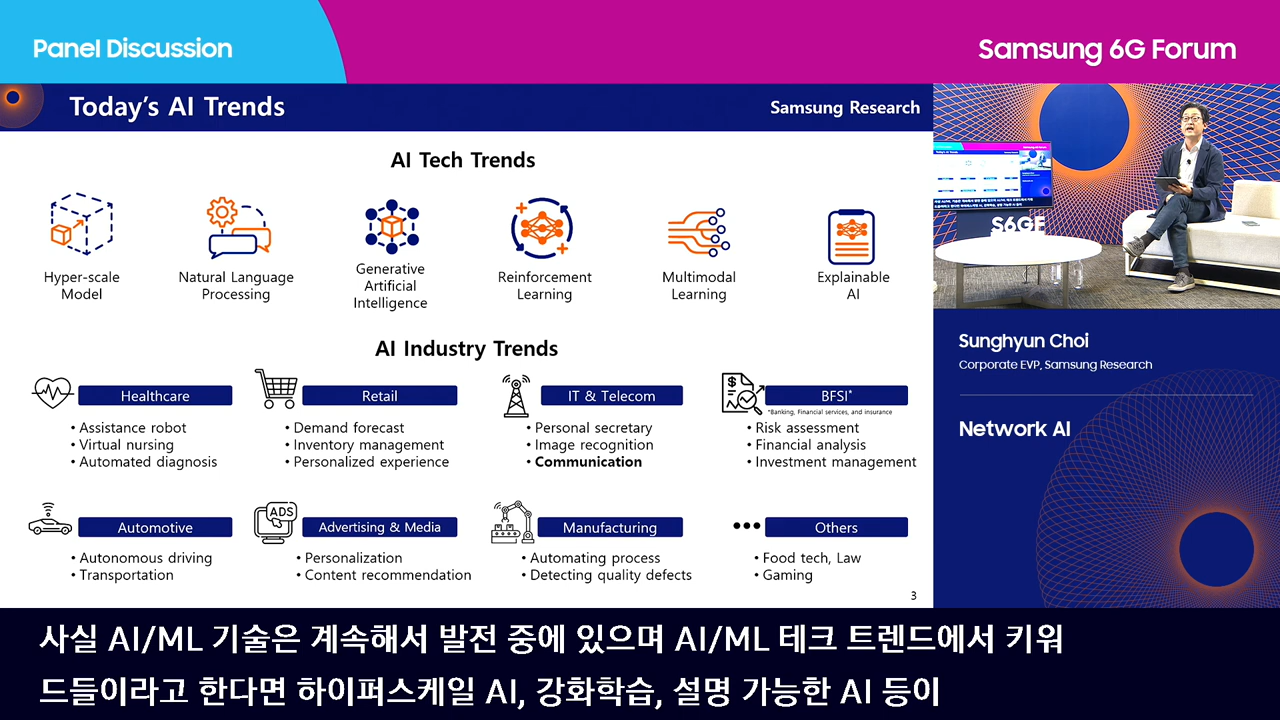 Panel Discussion
Samsung 6G Forum
Today's AI Trends
Samsung Research
AI Tech Trends
Hyper-scale
Model
Natural Language
Processing
Generative
Artificial
Intelligence
Reinforcement
Learning
Multimodal
Learning
Explainable
AI
AI Industry Trends
Healthcare
• Assistance robot
• Virtual nursing
• Automated diagnosis
Retail
• Demand forecast
• Inventory management
• Personalized experience
IT & Telecom
• Personal secretary
• Image recognition
• Communication
BFSI*
*Banking, Financial services, and insurance
• Risk assessment
• Financial analysis
• Investment management
Automotive
• Autonomous driving
• Transportation
ADS
Advertising & Media
• Personalization
• Content recommendation
Manufacturing
• Automating process
• Detecting quality defects
Others
• Food tech, Law
• Gaming
3
S6GF
Sunghyun Choi
Corporate EVP, Samsung Research
Network AI
사실 AI/ML 기술은 계속해서 발전 중에 있으며 AI/ML 테크 트렌드에서 키워
드들이라고 한다면 하이퍼스케일 AI, 강화학습, 설명 가능한 AI 등이